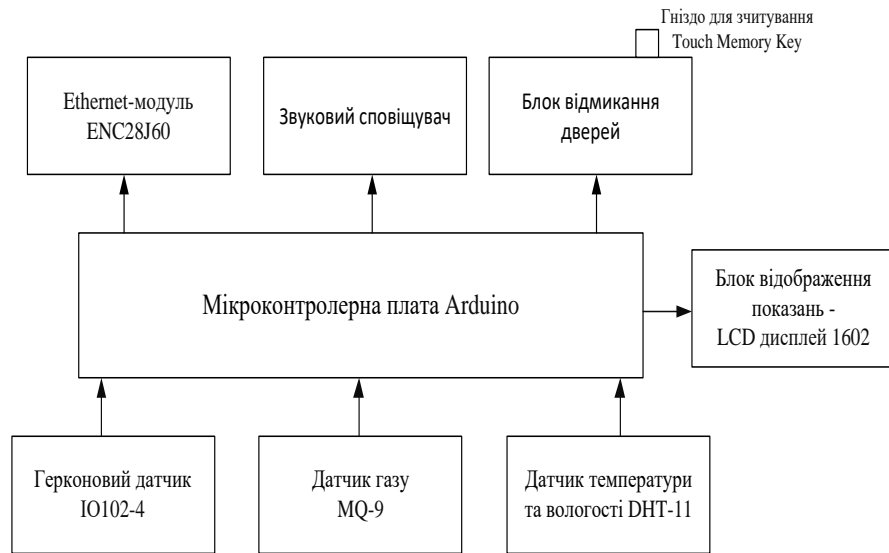 Гніздо для зчитування
Touch Memory Key
Ethernet-модуль
ENC28J60
Звуковий сповіщувач
Блок відмикання
дверей
Мікроконтролерна плата Arduino
Блок відображення
показань -
LCD дисплей 1602
Герконовий датчик
IO102-4
Датчик газу
MQ-9
Датчик температури
та вологості DHT-11